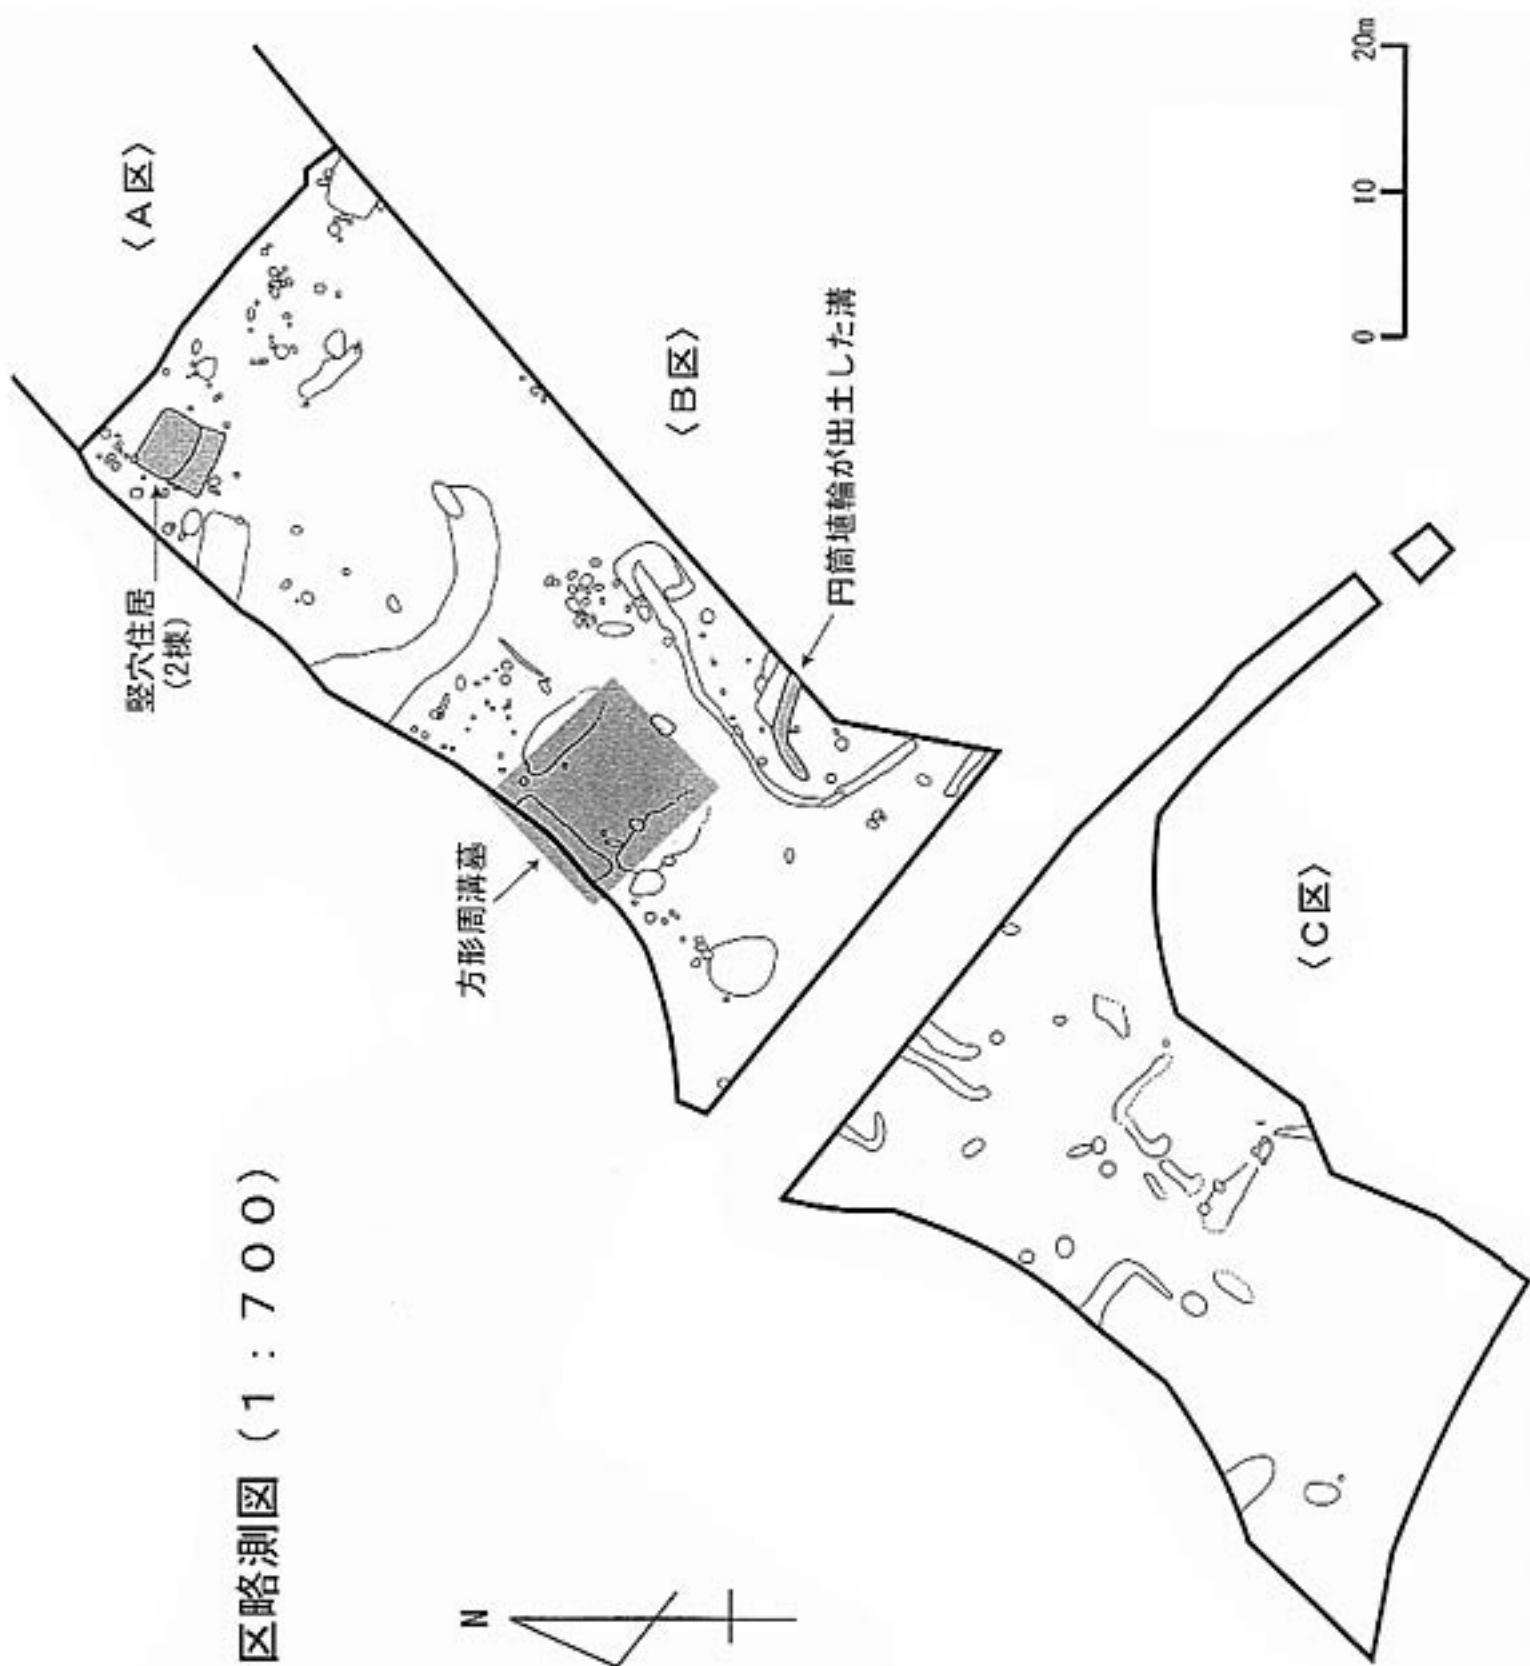 区略測図(1:700)
N
〈A区〉
竪穴住居
(2棟)
方形周溝墓
〈B区〉
円筒埴輪が出土した溝
〈C区〉
0 10 20m